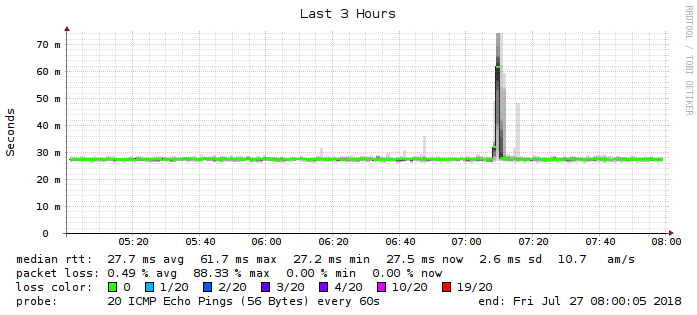 Last 3 Hours
RRDTOOL / TOBI OETIKER
Seconds
70 m
60 m
50 m
40 m
30 m
20 m
10 m
0
05:20 05:40 06:00 06:20 06:40 07:00 07:20 07:40 08:00
median rtt: 27.7 ms avg 61.7 ms max 27.2 ms min 27.5 ms now 2.6 ms sd 10.7 am/s
packet loss: 0.49 % avg 88.33 % max 0.00 % min 0.00 % now
loss color: 0 1/20 2/20 3/20 4/20 10/20 19/20
probe: 20 ICMP Echo Pings (56 Bytes) every 60s end: Fri Jul 27 08:00:05 2018